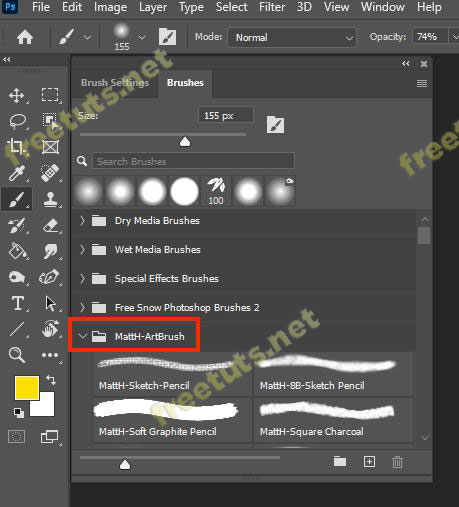 Ps File Edit Image Layer Type Select Filter 3D View Plugins Window Help
155 Mode: Normal Opacity: 74%
Brush Settings Brushes
Size: 155 px
Search Brushes
100
Dry Media Brushes
Wet Media Brushes
Special Effects Brushes
Free Snow Photoshop Brushes 2
MattH-ArtBrush
MattH-Sketch-Pencil MattH-8B-Sketch Pencil
MattH-Soft Graphite Pencil MattH-Square Charcoal
freetuts.net
freetuts.net
freetuts.net
freetuts.net